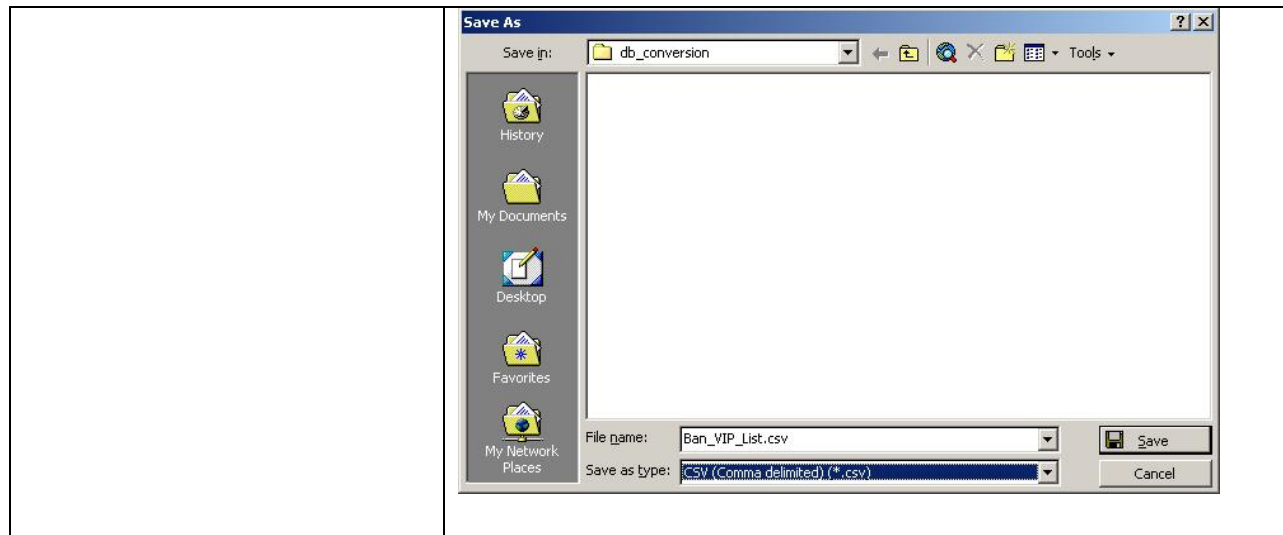 Save As
Save in:
db_conversion
Tools
History
My Documents
Desktop
Favorites
My Network
Places
File name:
Ban_VIP_List.csv
Save
Save as type:
CSV (Comma delimited) (*.csv)
Cancel